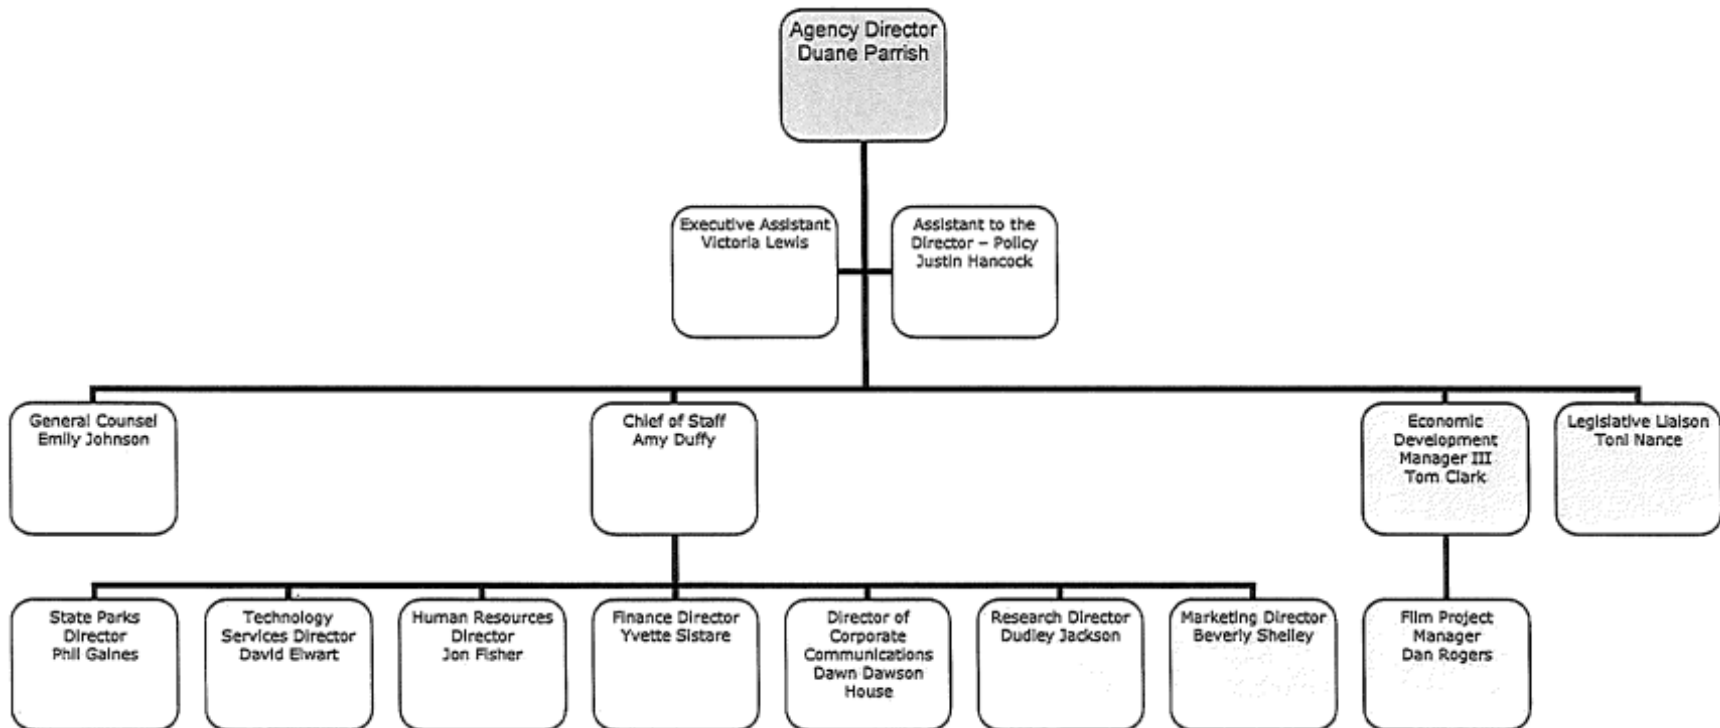 Agency Director
Duane Parrish
Executive Assistant
Victoria Lewis
Assistant to the
Director – Policy
Justin Hancock
General Counsel
Emily Johnson
Chief of Staff
Amy Duffy
Economic
Development
Manager III
Tom Clark
Legislative Liaison
Toni Nance
State Parks
Director
Phil Gaines
Technology
Services Director
David Elwart
Human Resources
Director
Jon Fisher
Finance Director
Yvette Sistare
Director of
Corporate
Communications
Dawn Dawson
House
Research Director
Dudley Jackson
Marketing Director
Beverly Shelley
Film Project
Manager
Dan Rogers